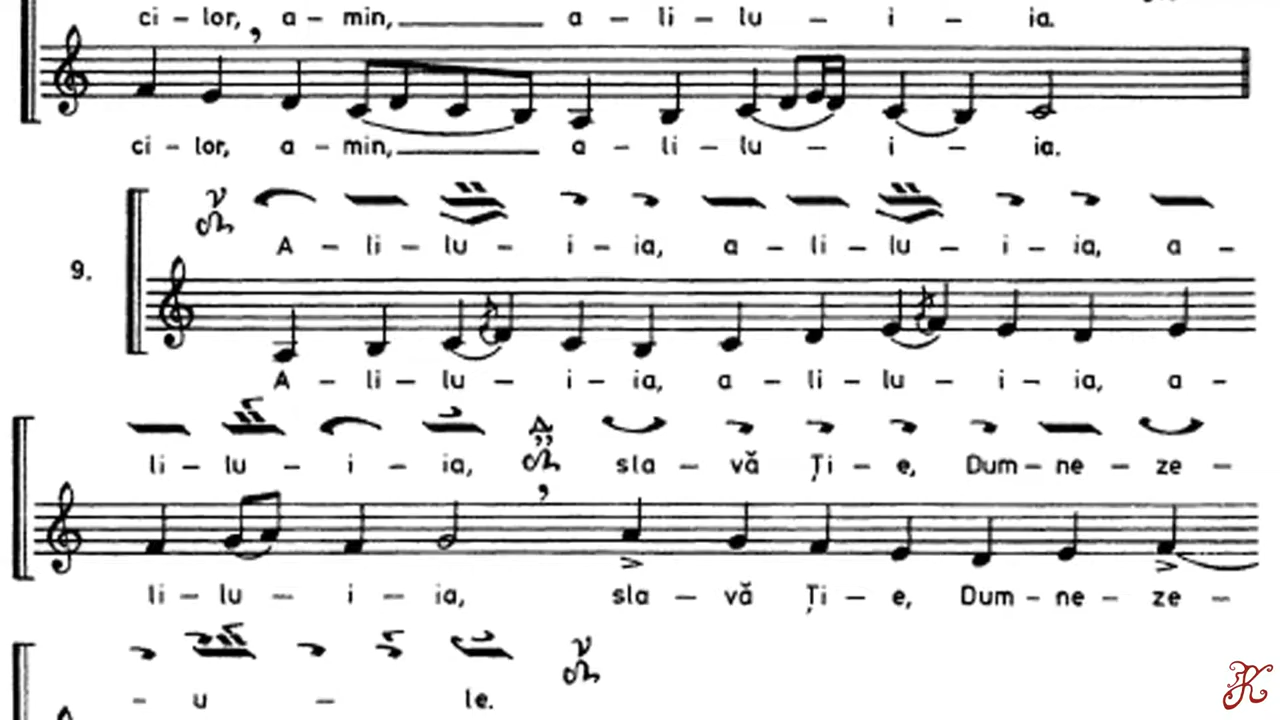 ci – lor, a – min, a – li – lu – i – ia.
ci – lor, a – min, a – li – lu – i – ia.
A – li – lu – i – ia, a – li – lu – i – ia, a –
9.
A – li – lu – i – ia, a – li – lu – i – ia, a –
li – lu – i – ia, sla – vă Ți – e, Dum – ne – ze –
li – lu – i – ia, sla – vă Ți – e, Dum – ne – ze –
– u – le.
K